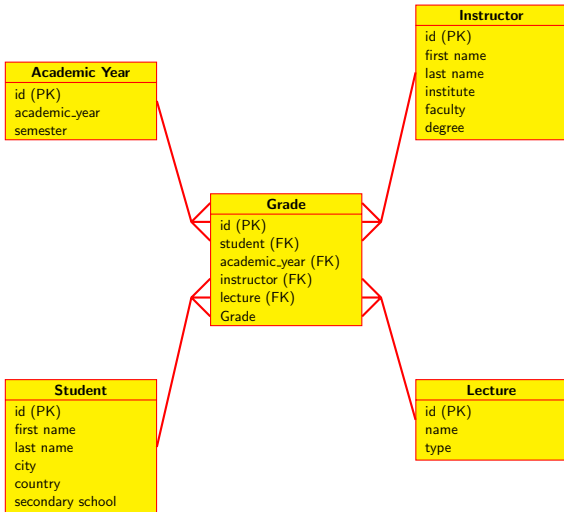 Instructor
id (PK)
first name
last name
institute
faculty
degree
Academic Year
id (PK)
academic_year
semester
Grade
id (PK)
student (FK)
academic_year (FK)
instructor (FK)
lecture (FK)
Grade
Student
id (PK)
first name
last name
city
country
secondary school
Lecture
id (PK)
name
type